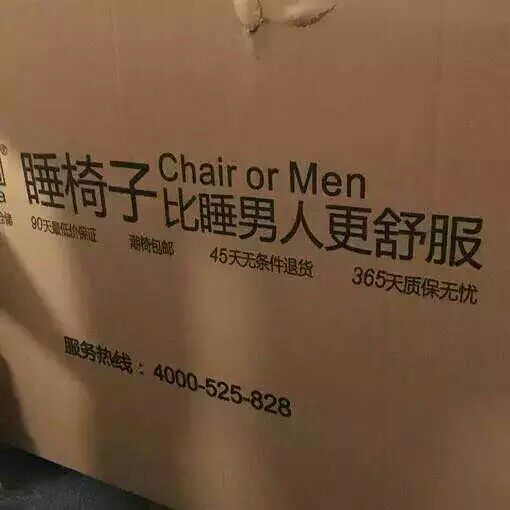 睡椅子 Chair or Men
比睡男人更舒服
90天最低价保证 潮椅包邮 45天无条件退货 365天质保无忧
服务热线：4000-525-828